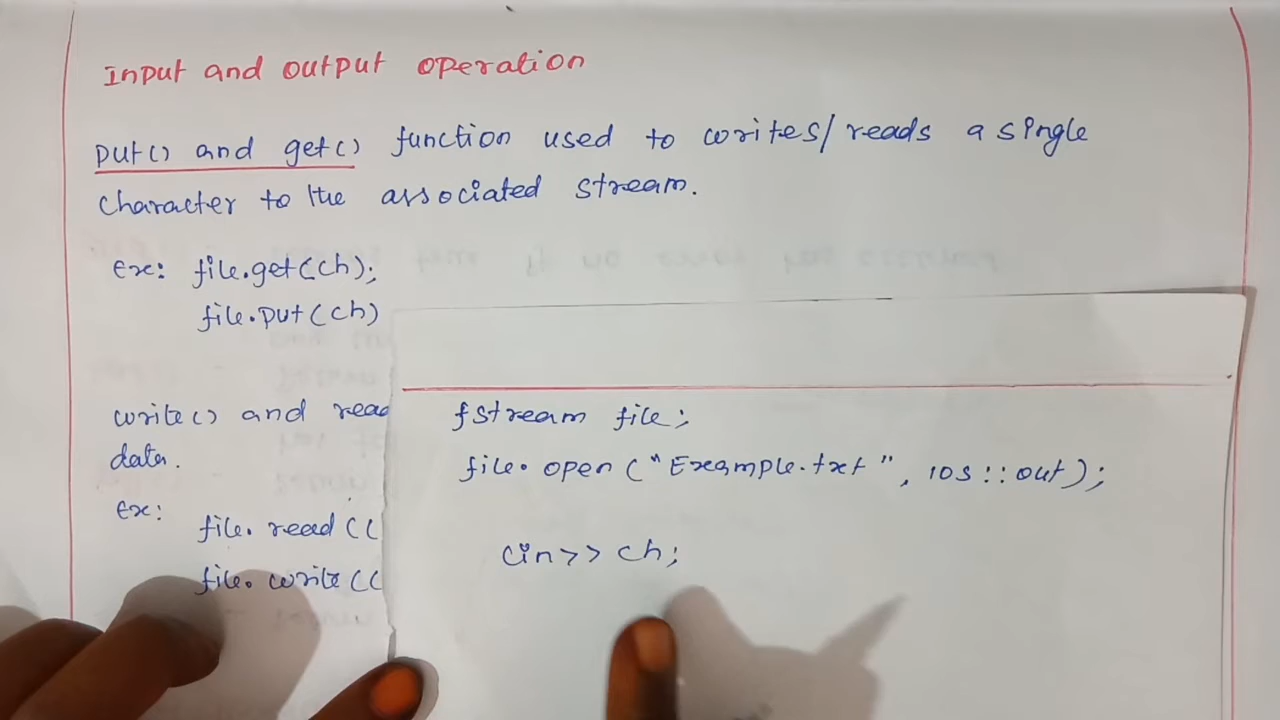 Input and output operation
put() and get() function used to writes/reads a single
character to the associated stream.
ex: file.get(ch);
file.put(ch)
write() and read
data.
ex:
file.read((
file.write((
fstream file;
file.open("Example.txt", ios::out);
cin>> ch;